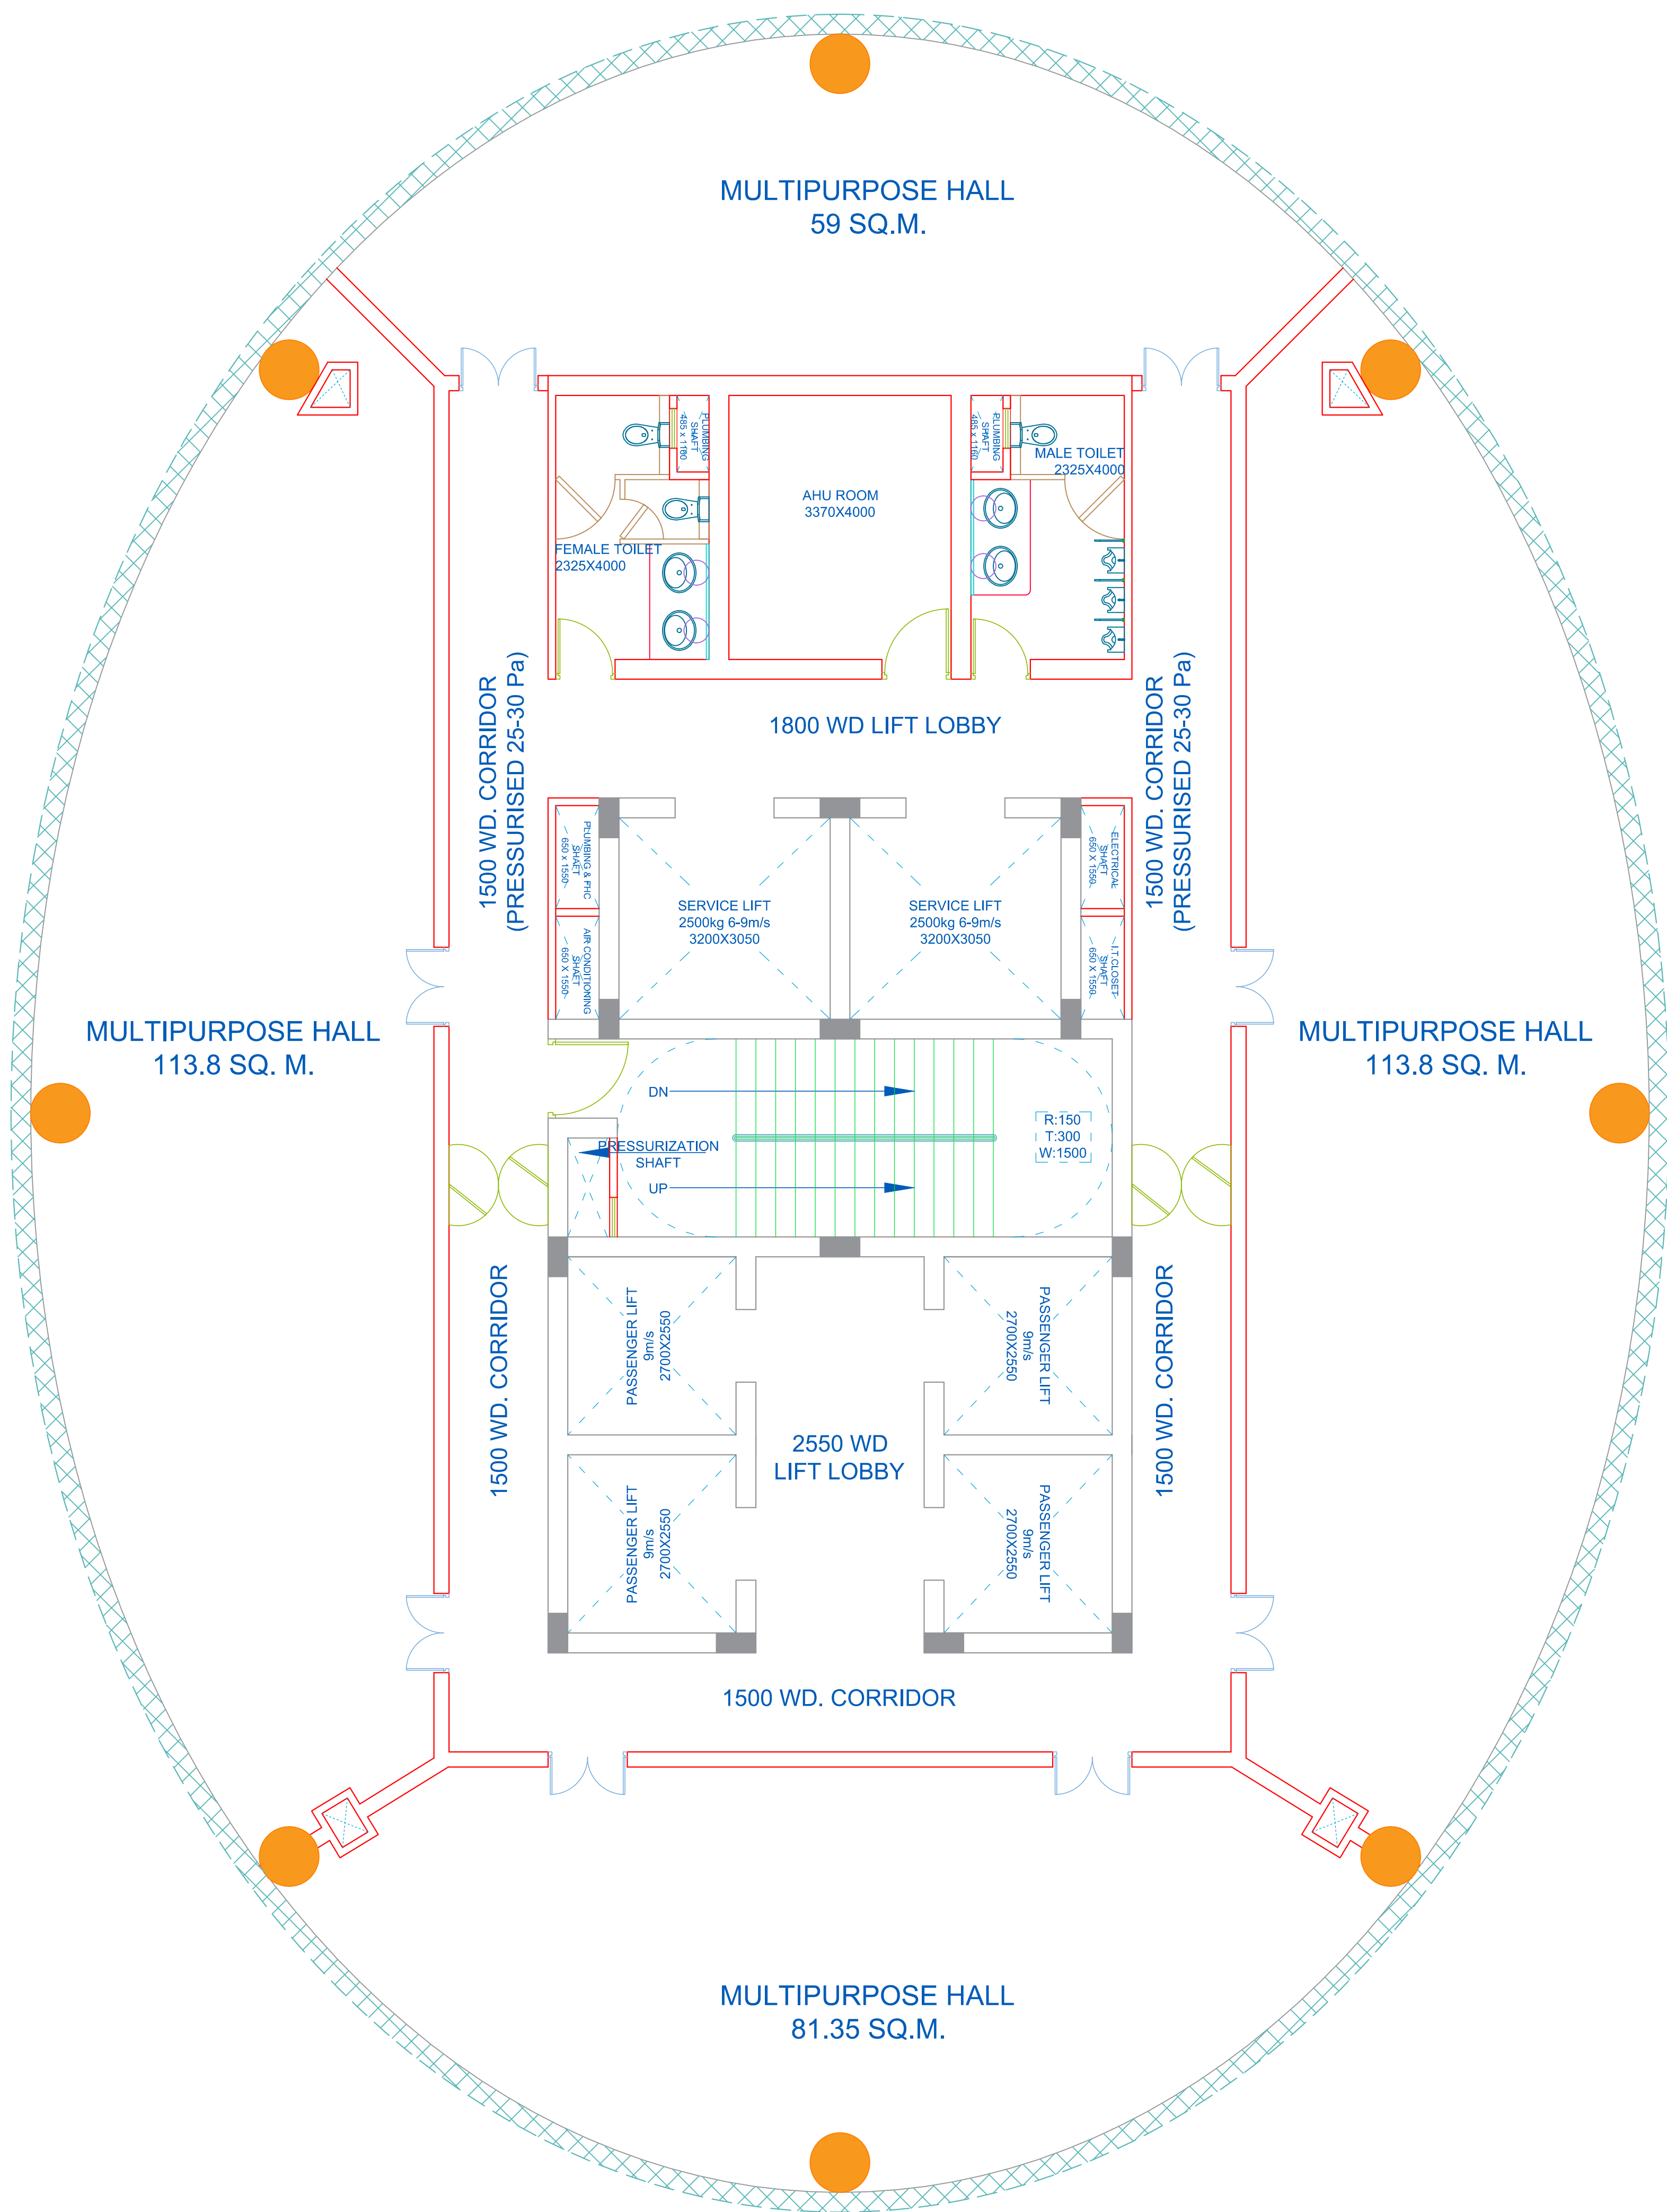 MULTIPURPOSE HALL
59 SQ.M.
PLUMBING
SHAFT
485 x 1160
PLUMBING
SHAFT
485 x 1160
MALE TOILET
2325X4000
AHU ROOM
3370X4000
FEMALE TOILET
2325X4000
1500 WD. CORRIDOR
(PRESSURISED 25-30 Pa)
1800 WD LIFT LOBBY
1500 WD. CORRIDOR
(PRESSURISED 25-30 Pa)
PLUMBING & FHC
SHAFT
650 x 1550
ELECTRICAL
SHAFT
650 X 1550
SERVICE LIFT
2500kg 6-9m/s
3200X3050
SERVICE LIFT
2500kg 6-9m/s
3200X3050
AIR CONDITIONING
SHAFT
650 X 1550
I.T.CLOSET
SHAFT
650 X 1550
MULTIPURPOSE HALL
113.8 SQ. M.
MULTIPURPOSE HALL
113.8 SQ. M.
DN
R:150
T:300
W:1500
PRESSURIZATION
SHAFT
UP
1500 WD. CORRIDOR
PASSENGER LIFT
9m/s
2700X2550
PASSENGER LIFT
9m/s
2700X2550
1500 WD. CORRIDOR
2550 WD
LIFT LOBBY
PASSENGER LIFT
9m/s
2700X2550
PASSENGER LIFT
9m/s
2700X2550
1500 WD. CORRIDOR
MULTIPURPOSE HALL
81.35 SQ.M.